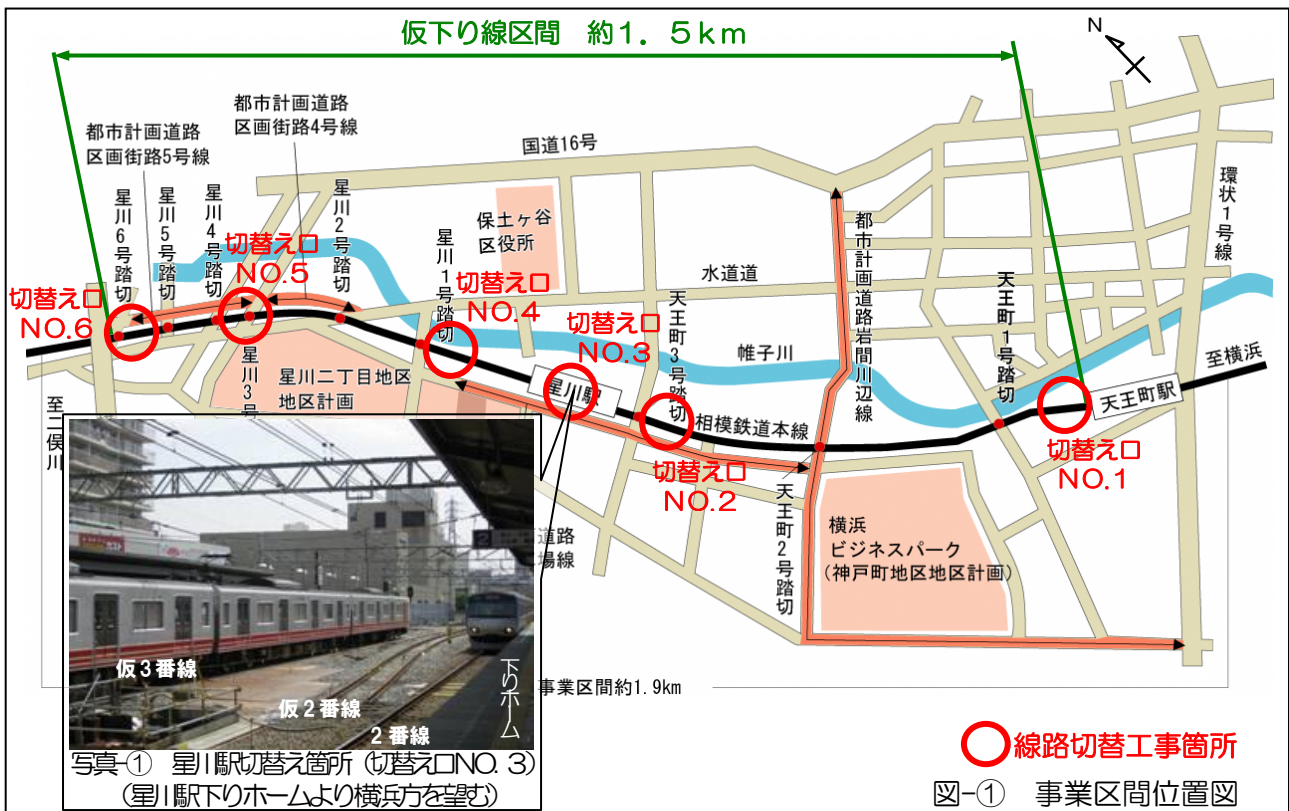 仮下り線区間 約1.5km
N
都市計画道路
区画街路4号線
都市計画道路
区画街路5号線
国道16号
環状1号線
星川6号踏切
星川5号踏切
星川4号踏切
星川2号踏切
保土ヶ谷
区役所
都市計画道路岩間川辺線
切替え口
NO.5
星川1号踏切
水道道
切替え口
NO.6
切替え口
NO.4
天王町3号踏切
切替え口
NO.3
帷子川
天王町1号踏切
至横浜
星川3号
星川二丁目地区
地区計画
星川駅
天王町駅
至二俣川
相模鉄道本線
切替え口
NO.1
切替え口
NO.2
天王町2号踏切
横浜
ビジネスパーク
(神戸町地区地区計画)
道路
場線
2
仮3番線
仮2番線
2番線
下りホーム
事業区間約1.9km
写真-① 星川駅切替え箇所(切替え口NO.3)
(星川駅下りホームより横浜方を望む)
線路切替工事箇所
図-① 事業区間位置図